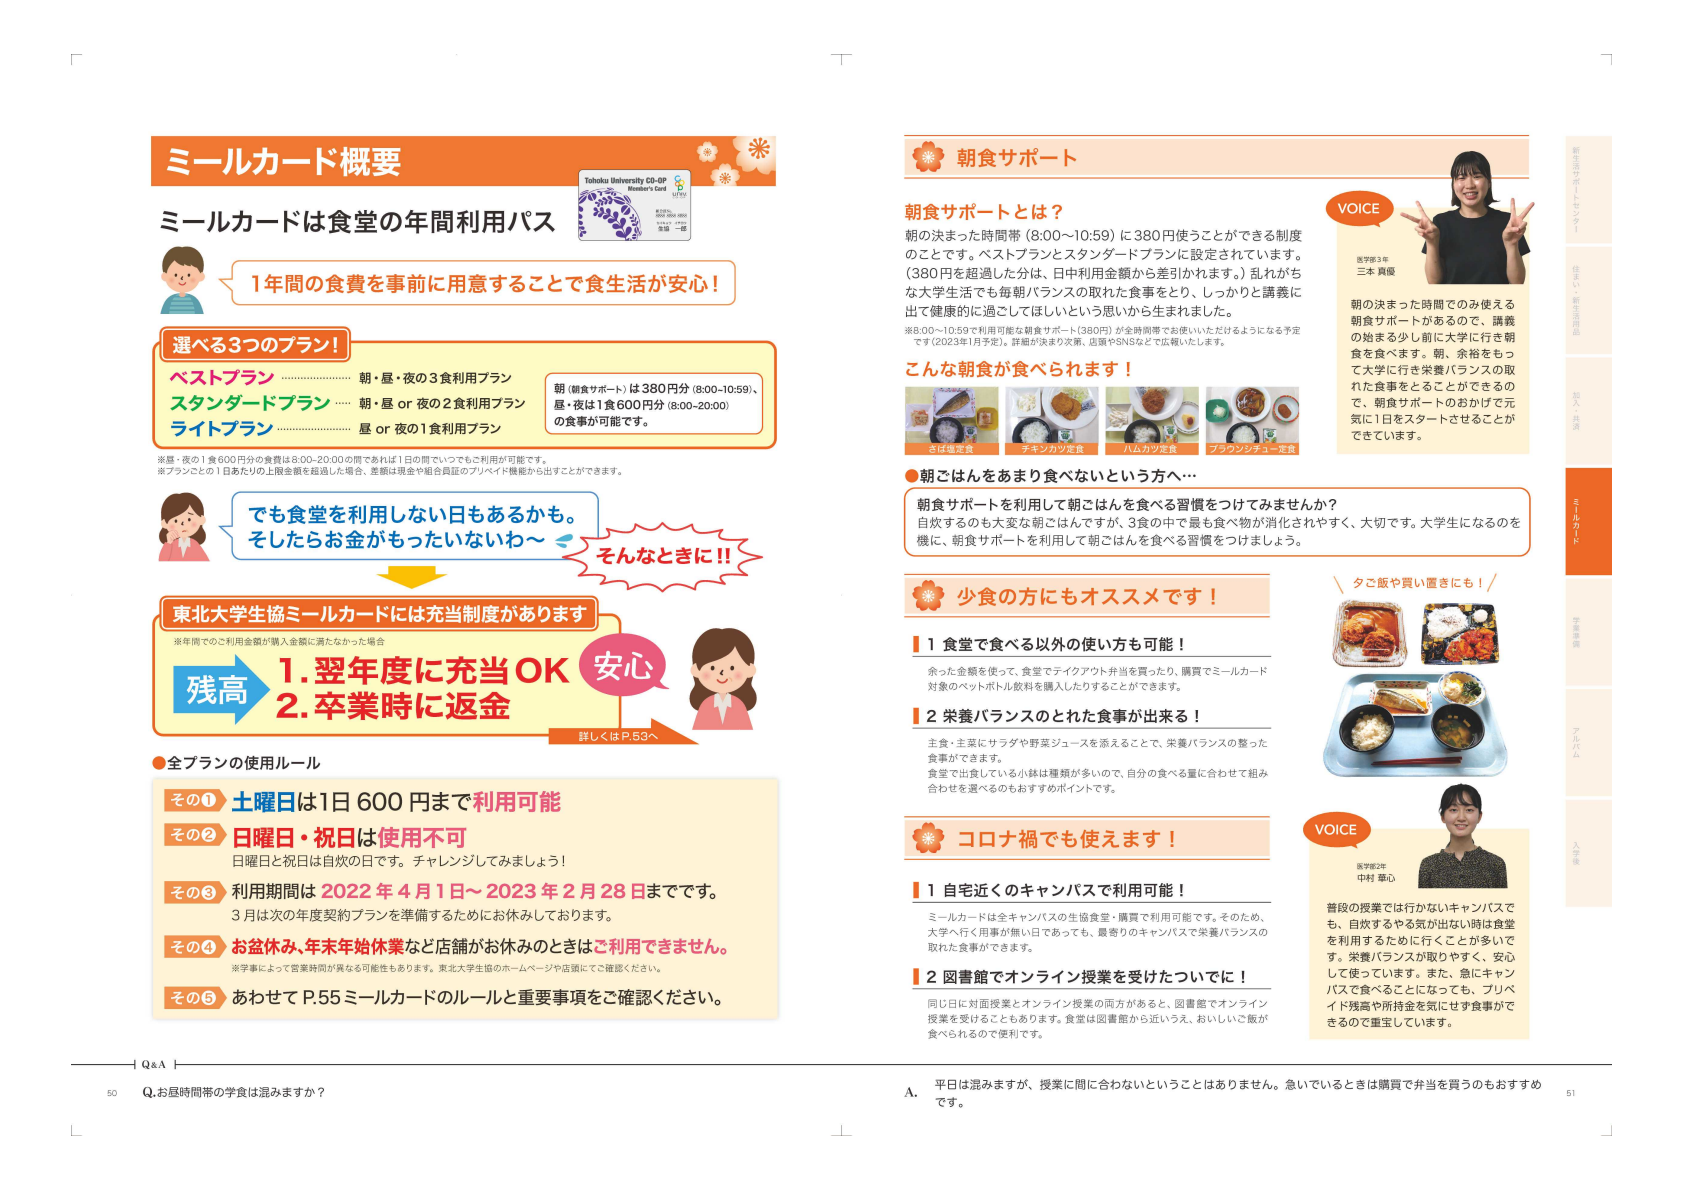 ミールカード概要
Tohoku University CO-OP
Member's Card
ミールカードは食堂の年間利用パス
1年間の食費を事前に用意することで食生活が安心！
選べる3つのプラン！
ベストプラン ………………… 朝・昼・夜の3食利用プラン
スタンダードプラン …… 朝・昼 or 夜の2食利用プラン
ライトプラン ………………… 昼 or 夜の1食利用プラン
朝（朝食サポート）は380円分（8:00~10:59）、
昼・夜は1食600円分（8:00~20:00）
の食事が可能です。
※昼・夜の1食600円分の食費は8:00~20:00の間であれば1日の間でいつでもご利用が可能です。
※プランごとの1日あたりの上限金額を超過した場合、差額は現金や組合員証のプリペイド機能から出すことができます。
でも食堂を利用しない日もあるかも。
そしたらお金がもったいないわ〜
そんなときに!!
東北大学生協ミールカードには充当制度があります
※年間でのご利用金額が購入金額に満たなかった場合
残高
1.翌年度に充当OK
2.卒業時に返金
安心
詳しくはP.53へ
●全プランの使用ルール
その❶ 土曜日は1日 600 円まで利用可能
その❷ 日曜日・祝日は使用不可
日曜日と祝日は自炊の日です。チャレンジしてみましょう！
その❸ 利用期間は 2022 年 4 月 1 日〜 2023 年 2 月 28 日までです。
3月は次の年度契約プランを準備するためにお休みしております。
その❹ お盆休み、年末年始休業など店舗がお休みのときはご利用できません。
※学事によって営業時間が異なる可能性もあります。東北大学生協のホームページや店頭にてご確認ください。
その❺ あわせて P.55 ミールカードのルールと重要事項をご確認ください。
Q&A
50
Q.お昼時間帯の学食は混みますか？
朝食サポート
朝食サポートとは？
朝の決まった時間帯（8:00〜10:59）に380円使うことができる制度
のことです。ベストプランとスタンダードプランに設定されています。
（380円を超過した分は、日中利用金額から差引かれます。）乱れがち
な大学生活でも毎朝バランスの取れた食事をとり、しっかりと講義に
出て健康的に過ごしてほしいという思いから生まれました。
※8:00〜10:59で利用可能な朝食サポート（380円）が全時間帯でお使いいただけるようになる予定
です（2023年1月予定）。詳細が決まり次第、店頭やSNSなどで広報いたします。
こんな朝食が食べられます！
さば塩定食
チキンカツ定食
ハムカツ定食
ブラウンシチュー定食
VOICE
医学部3年
三本 真優
朝の決まった時間でのみ使える
朝食サポートがあるので、講義
の始まる少し前に大学に行き朝
食を食べます。朝、余裕をもっ
て大学に行き栄養バランスの取
れた食事をとることができるの
で、朝食サポートのおかげで元
気に1日をスタートさせることが
できています。
●朝ごはんをあまり食べないという方へ…
朝食サポートを利用して朝ごはんを食べる習慣をつけてみませんか？
自炊するのも大変な朝ごはんですが、3食の中で最も食べ物が消化されやすく、大切です。大学生になるのを
機に、朝食サポートを利用して朝ごはんを食べる習慣をつけましょう。
少食の方にもオススメです！
1 食堂で食べる以外の使い方も可能！
余った金額を使って、食堂でテイクアウト弁当を買ったり、購買でミールカード
対象のペットボトル飲料を購入したりすることができます。
2 栄養バランスのとれた食事が出来る！
主食・主菜にサラダや野菜ジュースを添えることで、栄養バランスの整った
食事ができます。
食堂で出食している小鉢は種類が多いので、自分の食べる量に合わせて組み
合わせを選べるのもおすすめポイントです。
夕ご飯や買い置きにも！
コロナ禍でも使えます！
1 自宅近くのキャンパスで利用可能！
ミールカードは全キャンパスの生協食堂・購買で利用可能です。そのため、
大学へ行く用事が無い日であっても、最寄りのキャンパスで栄養バランスの
取れた食事ができます。
2 図書館でオンライン授業を受けたついでに！
同じ日に対面授業とオンライン授業の両方があると、図書館でオンライン
授業を受けることもあります。食堂は図書館から近いうえ、おいしいご飯が
食べられるので便利です。
VOICE
医学部2年
中村 華心
普段の授業では行かないキャンパスで
も、自炊するやる気が出ない時は食堂
を利用するために行くことが多いで
す。栄養バランスが取りやすく、安心
して使っています。また、急にキャン
パスで食べることになっても、プリペ
イド残高や所持金を気にせず食事がで
きるので重宝しています。
A. 平日は混みますが、授業に間に合わないということはありません。急いでいるときは購買で弁当を買うのもおすすめ
です。
51
新生活サポートセンター
住まい・新生活用品
加入・共済
ミールカード
学業準備
アルバム
入学後